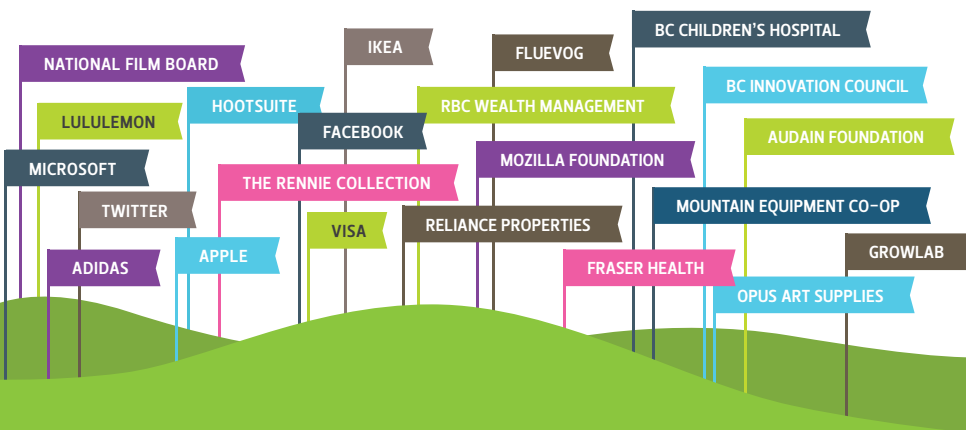 BC CHILDREN'S HOSPITAL
IKEA
FLUEVOG
NATIONAL FILM BOARD
BC INNOVATION COUNCIL
HOOTSUITE
RBC WEALTH MANAGEMENT
LULULEMON
FACEBOOK
AUDAIN FOUNDATION
MOZILLA FOUNDATION
MICROSOFT
THE RENNIE COLLECTION
MOUNTAIN EQUIPMENT CO-OP
TWITTER
RELIANCE PROPERTIES
VISA
GROWLAB
APPLE
ADIDAS
FRASER HEALTH
OPUS ART SUPPLIES